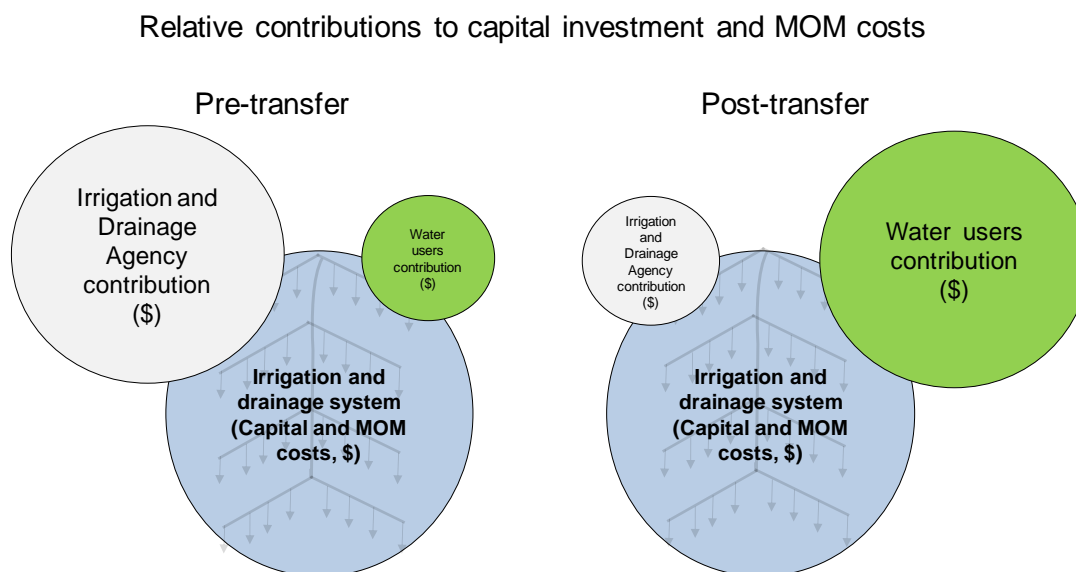 Relative contributions to capital investment and MOM costs
Pre-transfer
Irrigation and
Drainage
Agency
contribution
($)
Water
users
contribution
($)
Irrigation and
drainage system
(Capital and MOM
costs, $)
Post-transfer
Irrigation
and
Drainage
Agency
contribution
($)
Water users
contribution
($)
Irrigation and
drainage system
(Capital and MOM
costs, $)